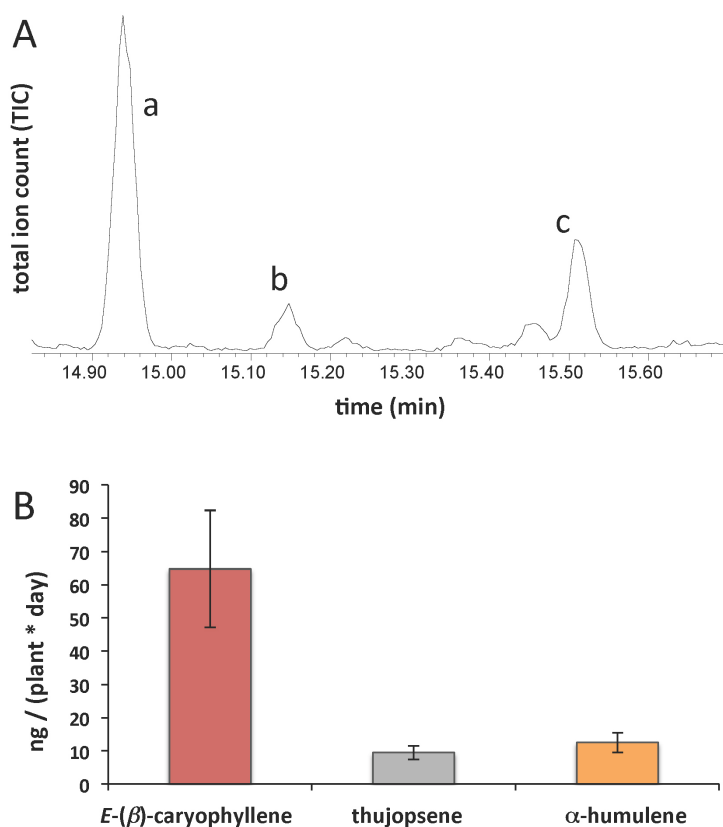 A
total ion count (TIC)
a
b
c
14.90 15.00 15.10 15.20 15.30 15.40 15.50 15.60
time (min)
B
ng / (plant * day)
90
80
70
60
50
40
30
20
10
0
E-(β)-caryophyllene thujopsene α-humulene